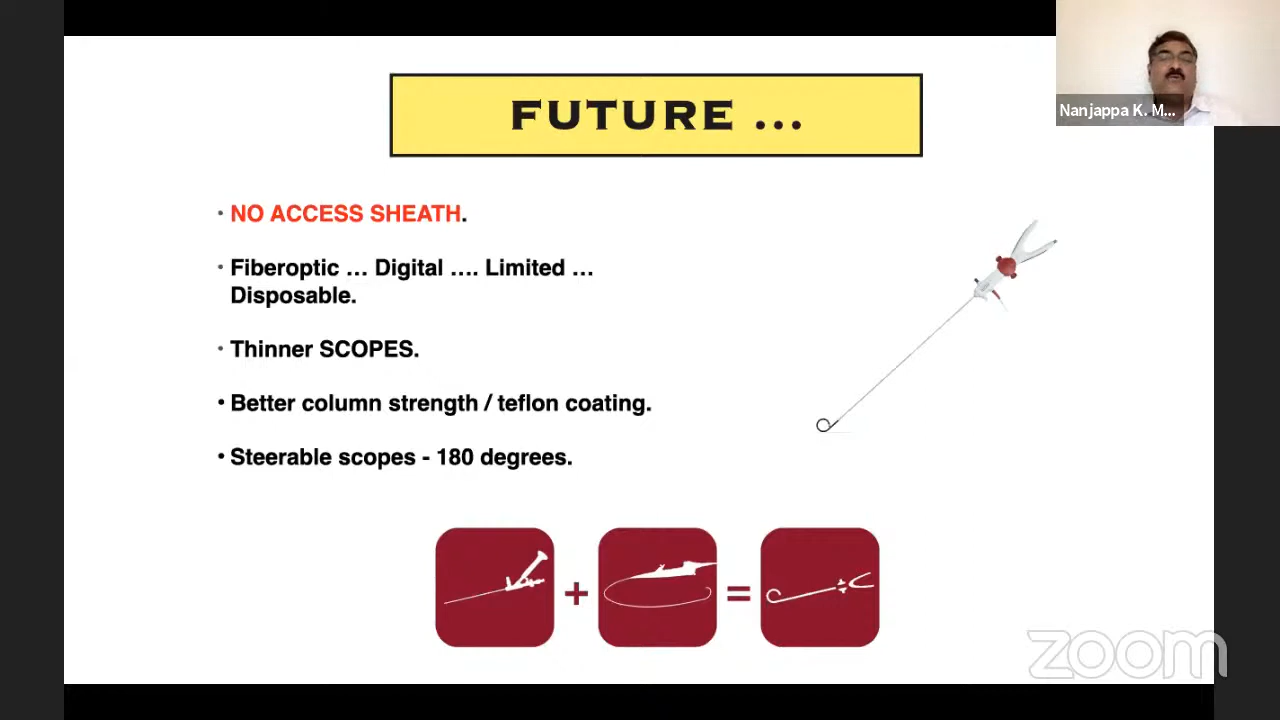 FUTURE ...
Nanjappa K. M...
• NO ACCESS SHEATH.
• Fiberoptic ... Digital .... Limited ...
Disposable.
• Thinner SCOPES.
• Better column strength / teflon coating.
• Steerable scopes - 180 degrees.
+ =
zoom